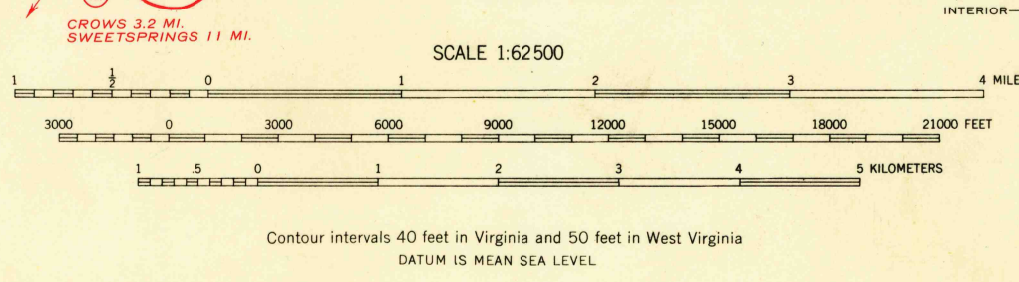 INTERIOR—
CROWS 3.2 MI.
SWEETSPRINGS 11 MI.
SCALE 1:62500
1 ½ 0 1 2 3 4 MILE
3000 0 3000 6000 9000 12000 15000 18000 21000 FEET
1 .5 0 1 2 3 4 5 KILOMETERS
Contour intervals 40 feet in Virginia and 50 feet in West Virginia
DATUM IS MEAN SEA LEVEL